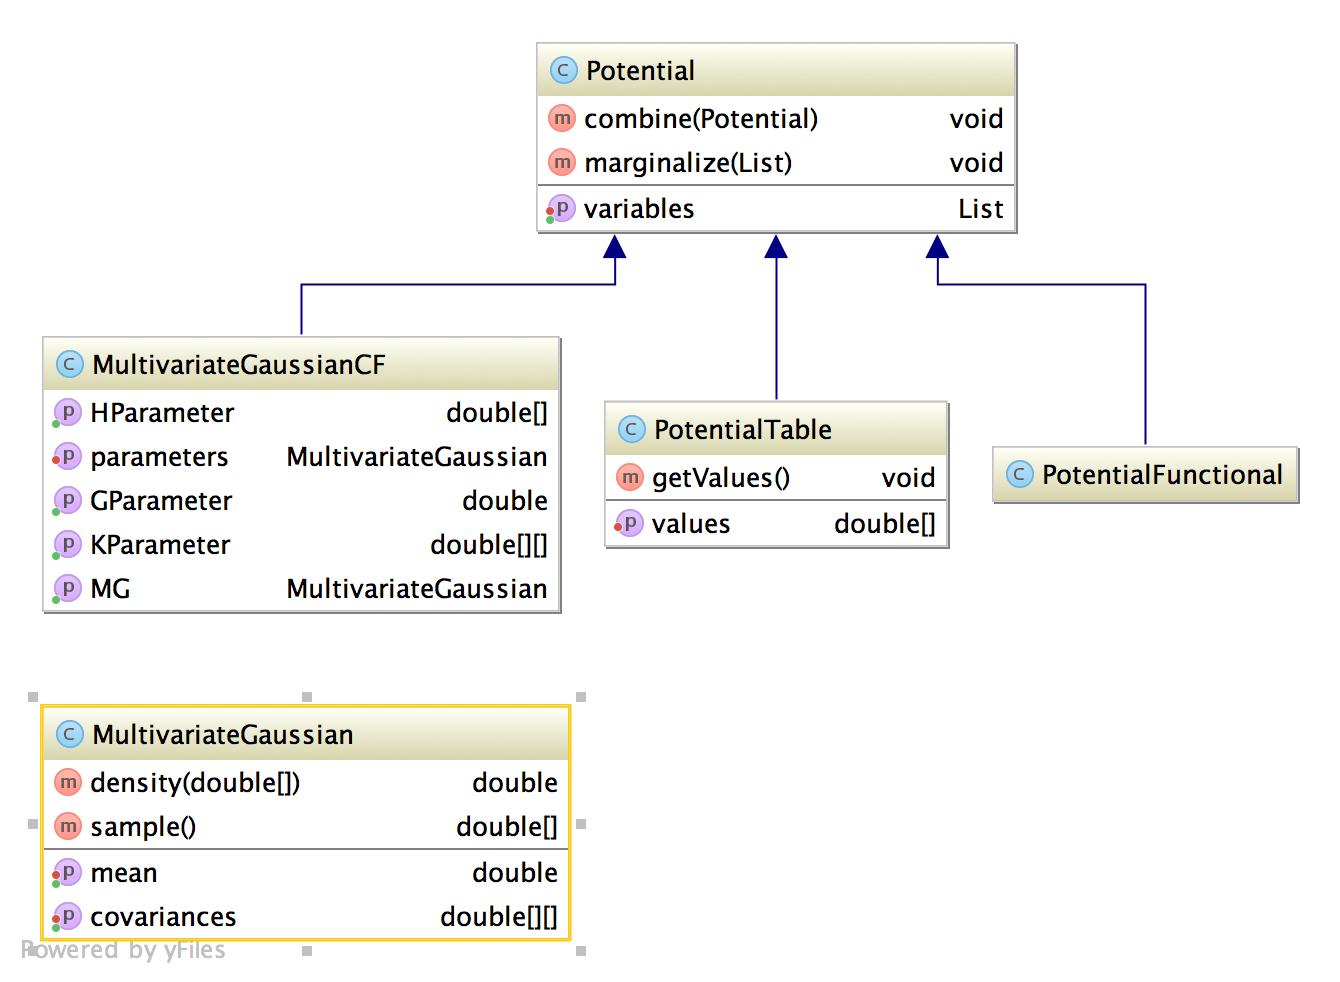 C Potential
m combine(Potential) void
m marginalize(List) void
p variables List
C MultivariateGaussianCF
p HParameter double[]
p parameters MultivariateGaussian
p GParameter double
p KParameter double[][]
p MG MultivariateGaussian
C PotentialTable
m getValues() void
p values double[]
C PotentialFunctional
C MultivariateGaussian
m density(double[]) double
m sample() double[]
p mean double
p covariances double[][]
Powered by yFiles